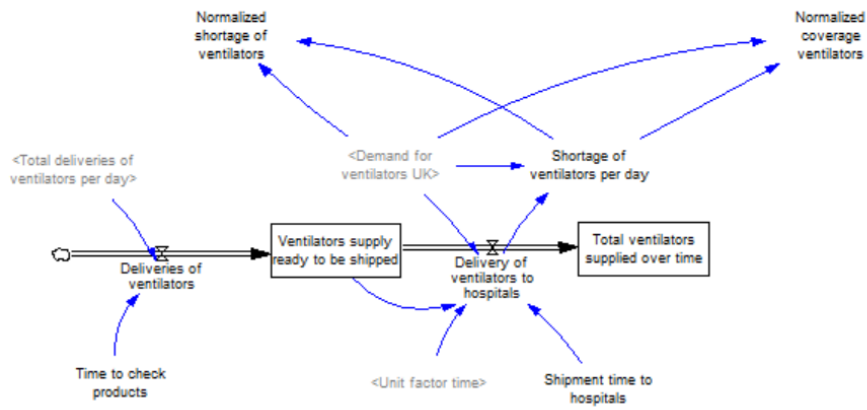 Normalized
shortage of
ventilators
Normalized
coverage
ventilators
<Total deliveries of
ventilators per day>
<Demand for
ventilators UK>
Shortage of
ventilators per day
Deliveries of
ventilators
Ventilators supply
ready to be shipped
Delivery of
ventilators to
hospitals
Total ventilators
supplied over time
Time to check
products
<Unit factor time>
Shipment time to
hospitals